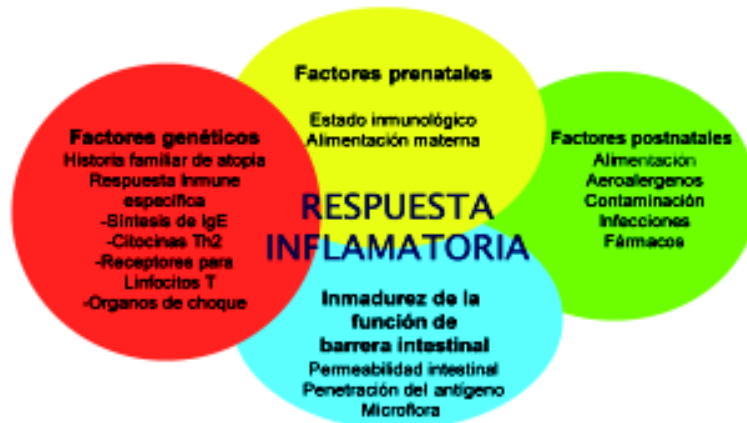 Factores prenatales
Estado inmunológico
Alimentación materna
Factores genéticos
Historia familiar de atopia
Respuesta Inmune
específica
-Síntesis de IgE
-Citocinas Th2
-Receptores para
Linfocitos T
-Organos de choque
Factores postnatales
Alimentación
Aeroalergenos
Contaminación
Infecciones
Fármacos
RESPUESTA
INFLAMATORIA
Inmadurez de la
función de
barrera intestinal
Permeabilidad intestinal
Penetración del antígeno
Microflora